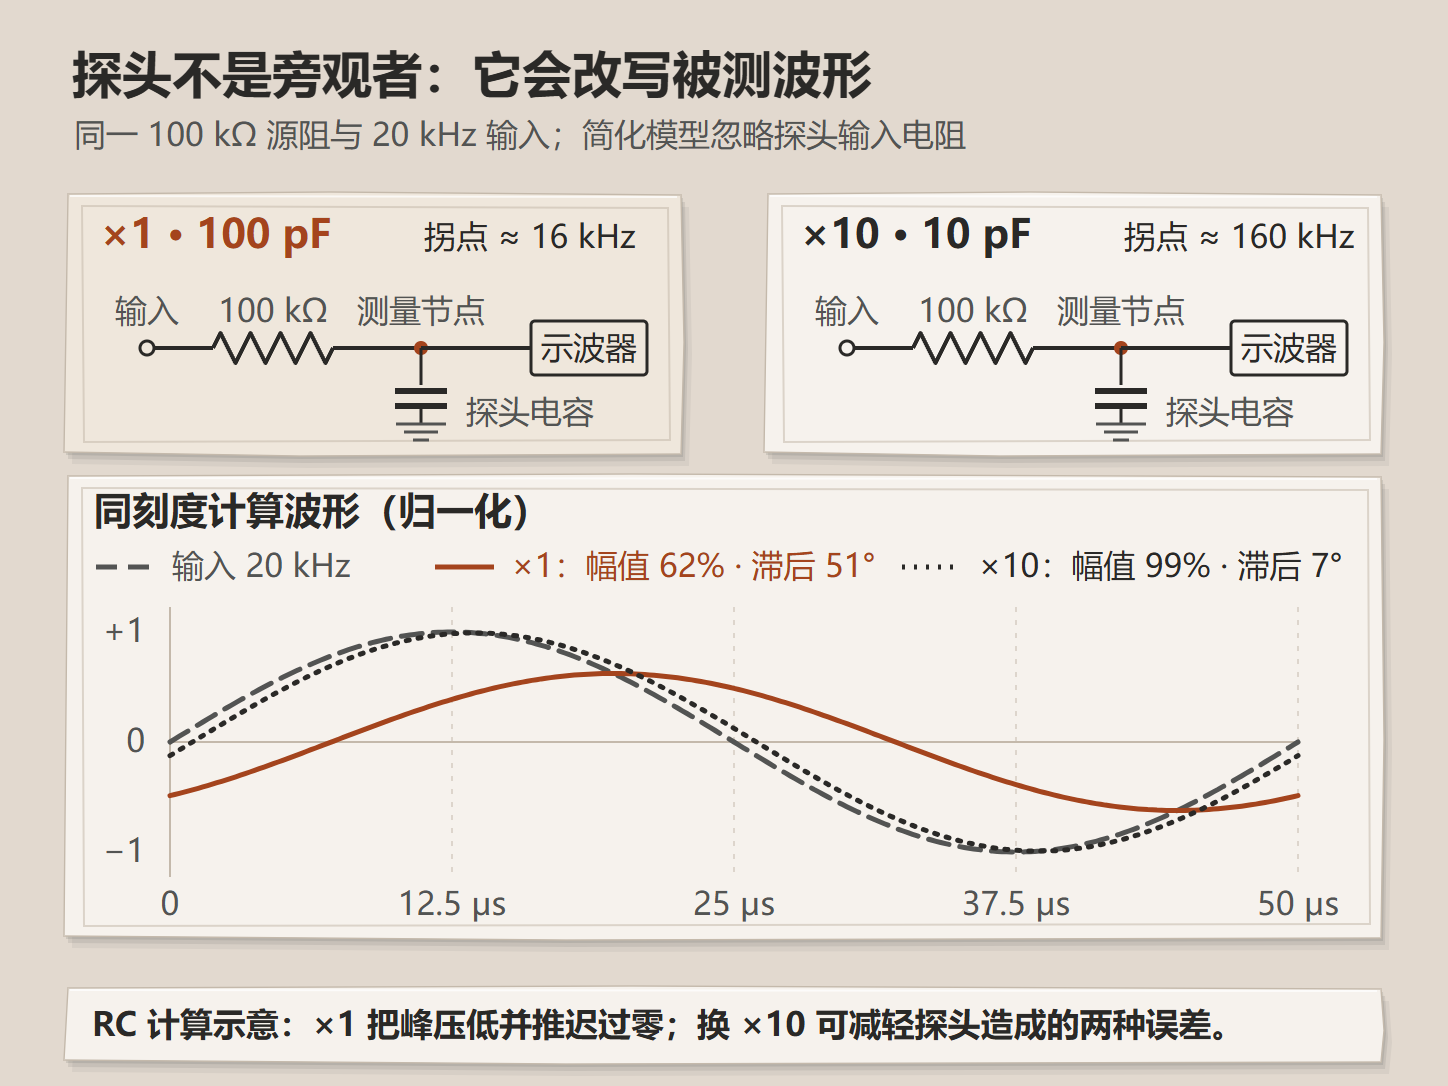 探头不是旁观者：它会改写被测波形
同一 100 kΩ 源阻与 20 kHz 输入；简化模型忽略探头输入电阻
×1 · 100 pF
拐点 ≈ 16 kHz
输入
100 kΩ
测量节点
示波器
探头电容
×10 · 10 pF
拐点 ≈ 160 kHz
输入
100 kΩ
测量节点
示波器
探头电容
同刻度计算波形（归一化）
输入 20 kHz
×1：幅值 62% · 滞后 51°
×10：幅值 99% · 滞后 7°
+1
0
−1
0
12.5 µs
25 µs
37.5 µs
50 µs
RC 计算示意：×1 把峰压低并推迟过零；换 ×10 可减轻探头造成的两种误差。